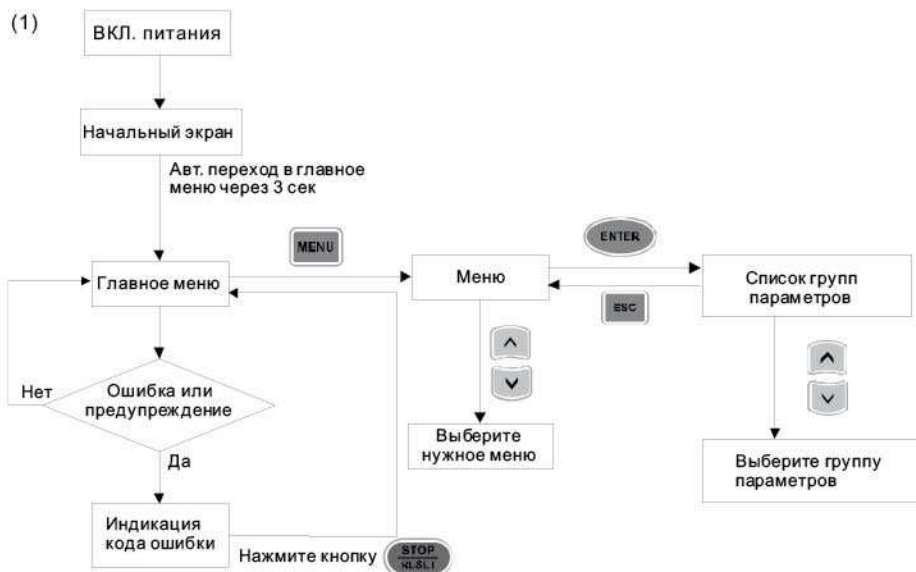 (1)
ВКЛ. питания
Начальный экран
Авт. переход в главное
меню через 3 сек
MENU
ENTER
Главное меню
Меню
Список групп
параметров
ESC
Нет
Ошибка или
предупреждение
Да
Выберите
нужное меню
Выберите группу
параметров
Индикация
кода ошибки
Нажмите кнопку
STOP